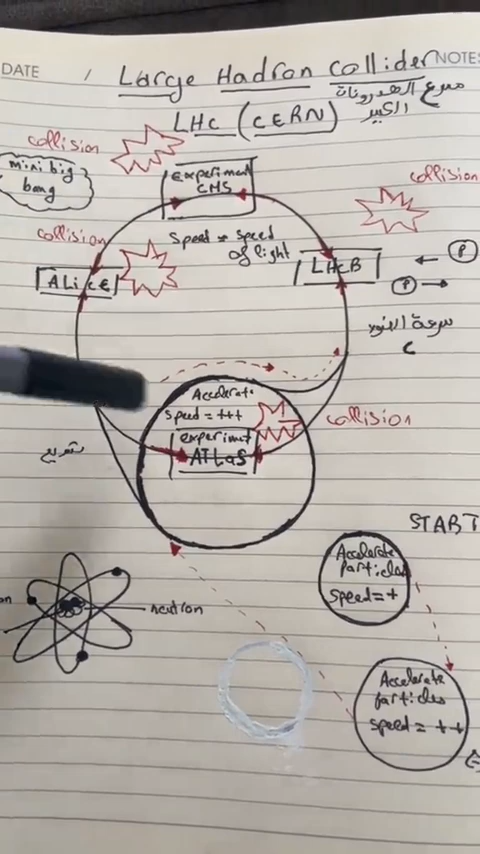 DATE / NOTES
Large Hadron Collider
LHC (CERN)
الهدرونات
الكبير
collision
mini big
bang
Experiment
CMS
collision
collision
Speed ≈ Speed
of light
ALiCE
LHCB
P
P
سرعة الضوء
c
Accelerate
Speed = +++
experiment
ATLAS
collision
تسريع
START
Accelerate
particles
Speed = +
neutron
Accelerate
particles
Speed = ++